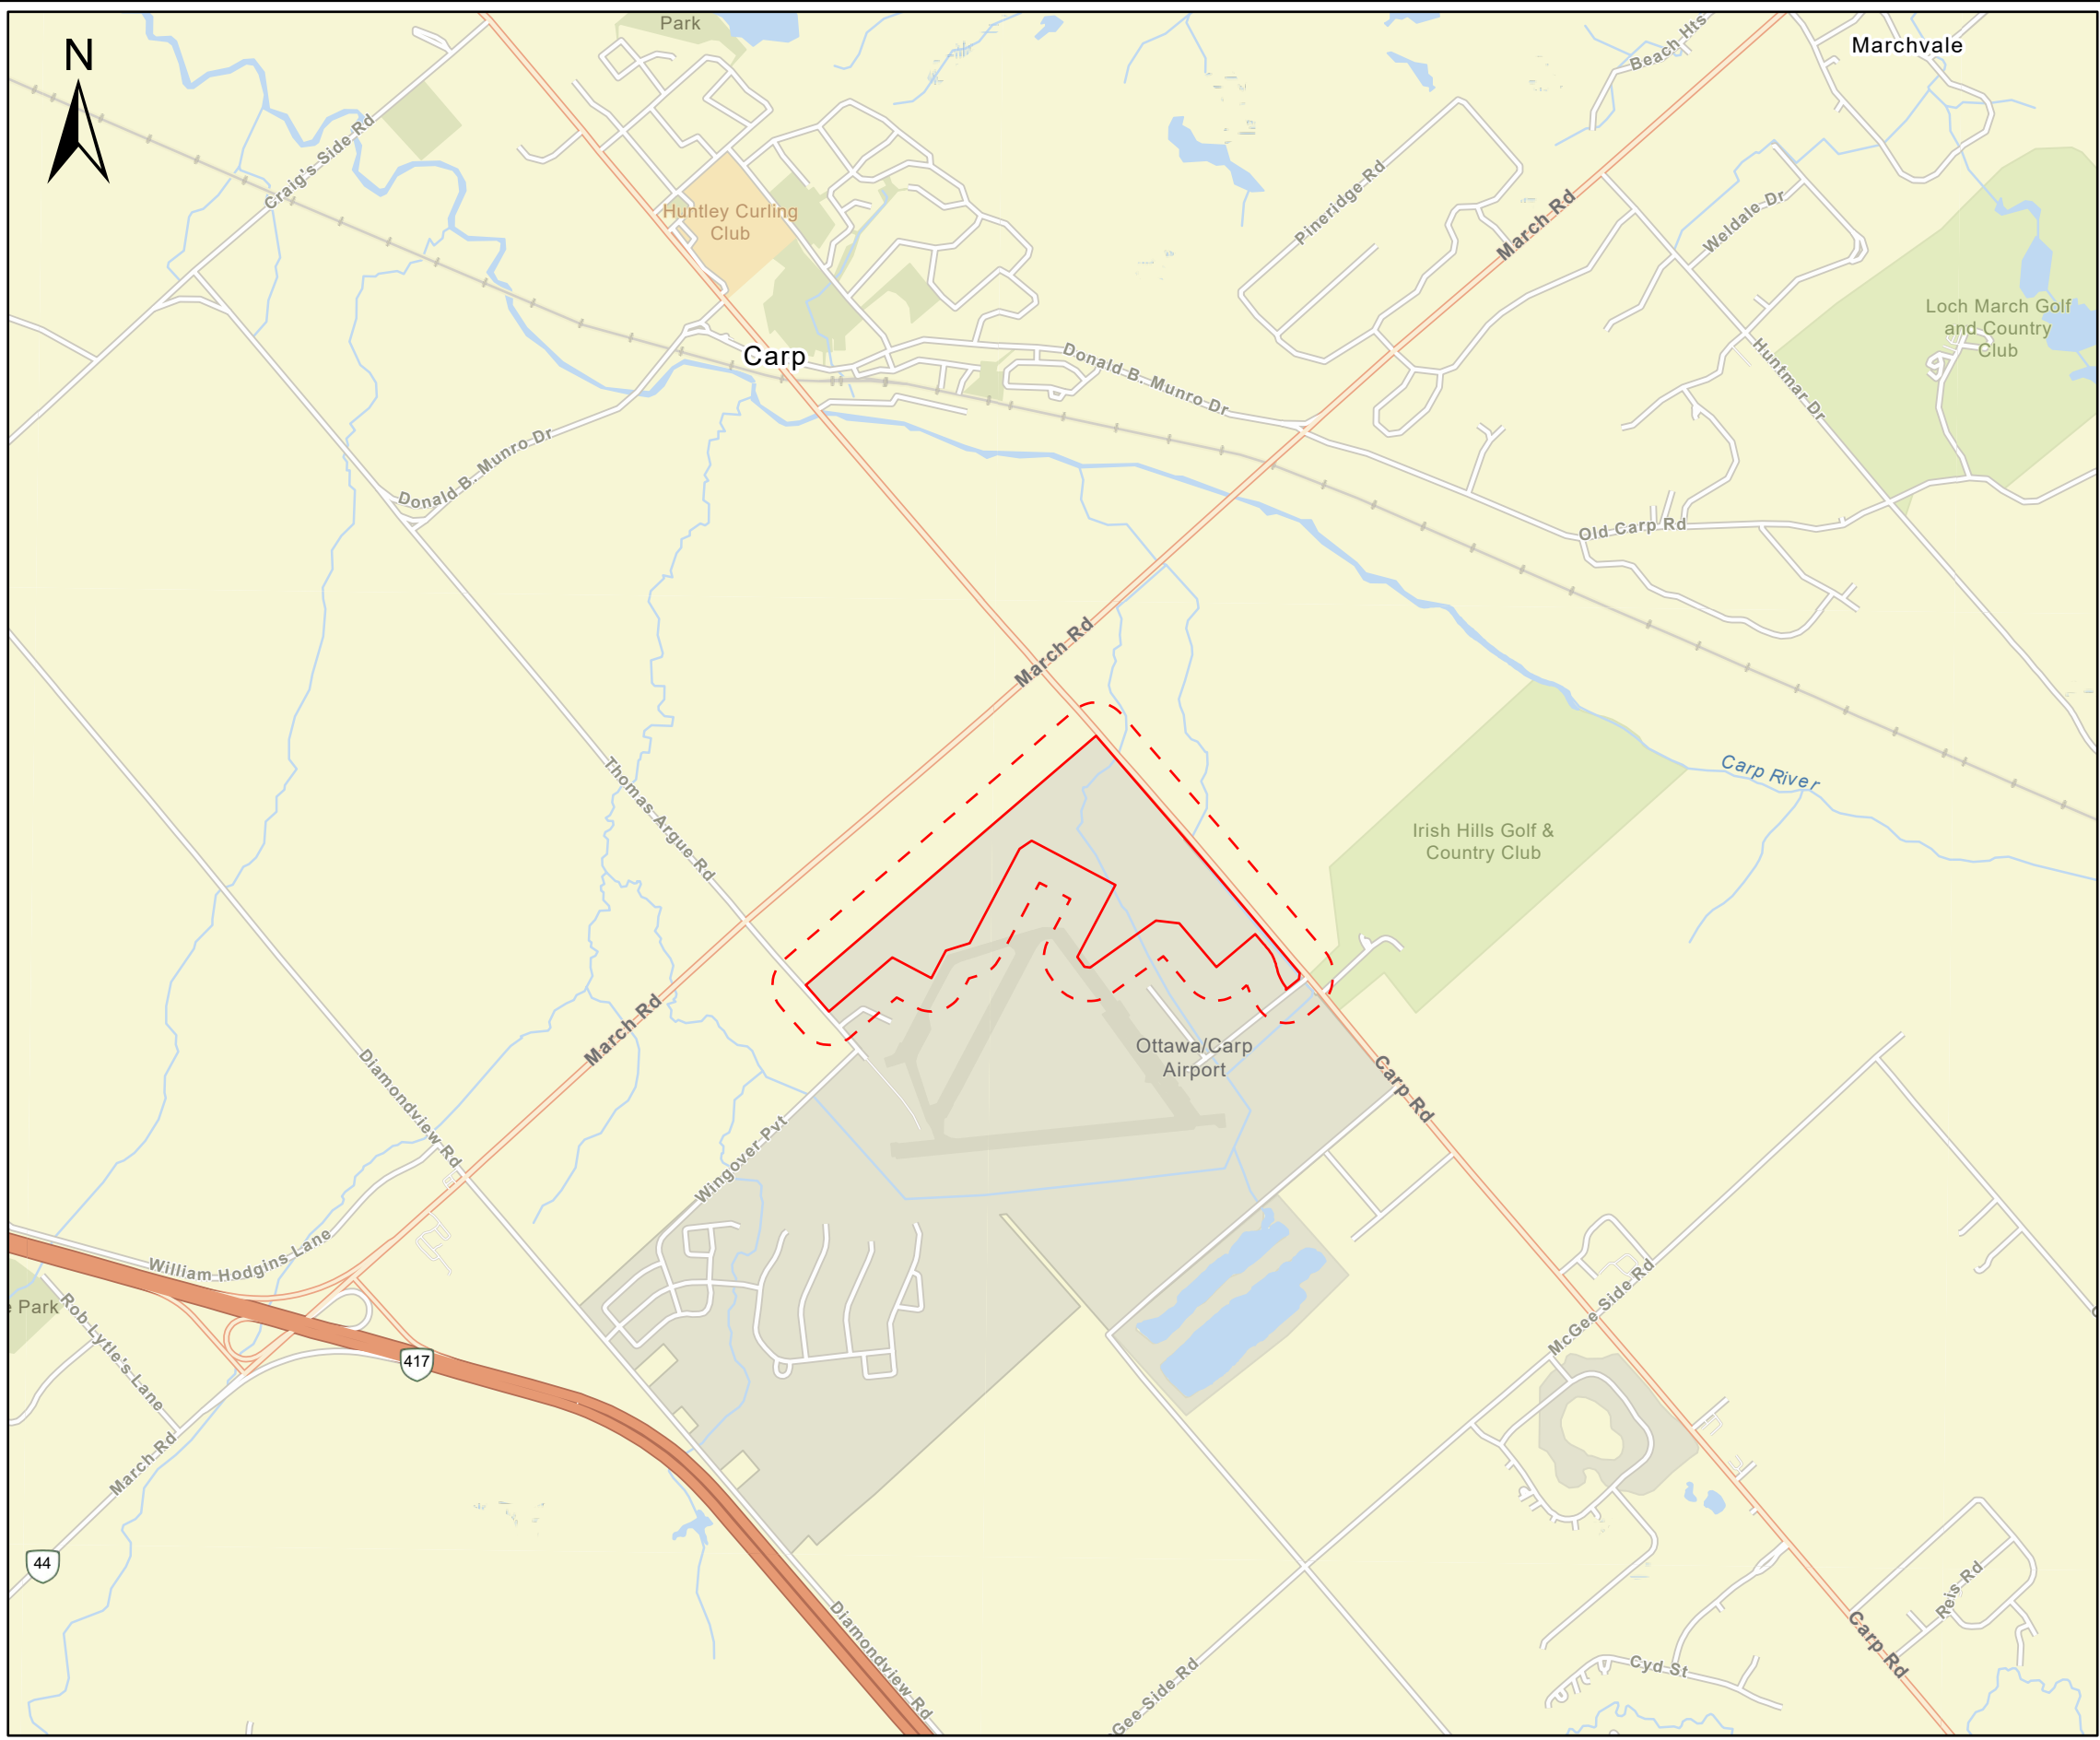 Park
N
Marchvale
Beach Hts
Craig's Side Rd
Huntley Curling
Club
Pineridge Rd
March Rd
Weldale Dr
Loch March Golf
and Country
Club
Carp
Donald B. Munro Dr
Huntmar Dr
Donald B. Munro Dr
Old Carp Rd
March Rd
Thomas Argue Rd
Carp River
Irish Hills Golf &
Country Club
March Rd
Ottawa/Carp
Airport
Diamondview Rd
Carp Rd
Wingover Pvt
William Hodgins Lane
e Park
Rob Lyttle's Lane
McGee Side Rd
417
March Rd
44
Reis Rd
Diamondview Rd
Carp Rd
Cyd St
Gee Side Rd